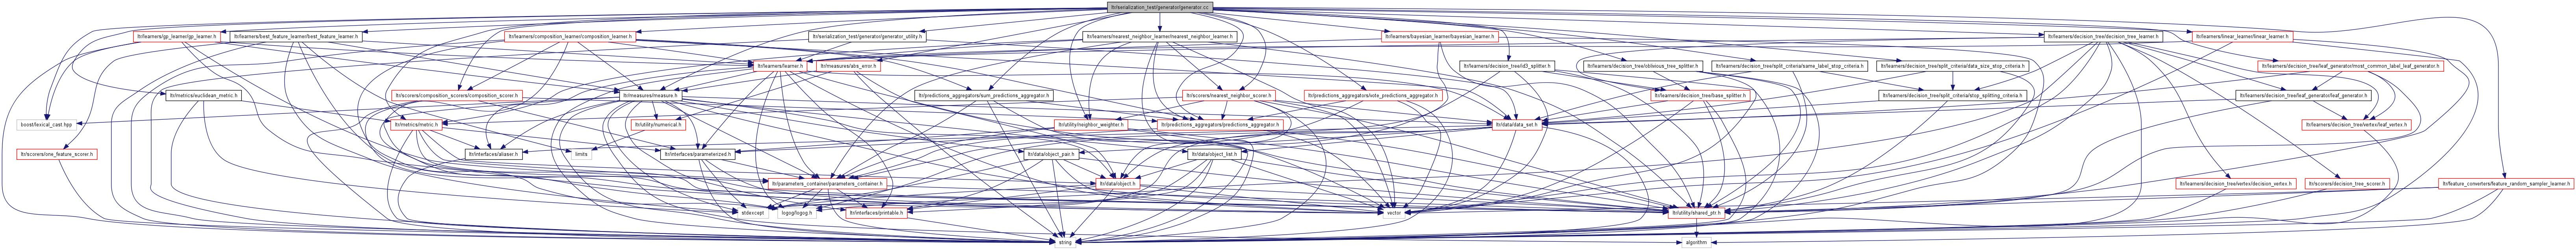 ltr/serialization_test/generator/generator.cc
ltr/learners/gp_learner/gp_learner.h
ltr/learners/best_feature_learner/best_feature_learner.h
ltr/learners/composition_learner/composition_learner.h
ltr/serialization_test/generator/generator_utility.h
ltr/learners/nearest_neighbor_learner/nearest_neighbor_learner.h
ltr/learners/bayesian_learner/bayesian_learner.h
ltr/learners/decision_tree/decision_tree_learner.h
ltr/learners/linear_learner/linear_learner.h
ltr/learners/learner.h
ltr/measures/abs_error.h
ltr/learners/decision_tree/id3_splitter.h
ltr/learners/decision_tree/oblivious_tree_splitter.h
ltr/learners/decision_tree/split_criteria/same_label_stop_criteria.h
ltr/learners/decision_tree/split_criteria/data_size_stop_criteria.h
ltr/learners/decision_tree/leaf_generator/most_common_label_leaf_generator.h
ltr/metrics/euclidean_metric.h
ltr/scorers/composition_scorers/composition_scorer.h
ltr/measures/measure.h
ltr/predictions_aggregators/sum_predictions_aggregator.h
ltr/scorers/nearest_neighbor_scorer.h
ltr/predictions_aggregators/vote_predictions_aggregator.h
ltr/learners/decision_tree/base_splitter.h
ltr/learners/decision_tree/split_criteria/stop_splitting_criteria.h
ltr/learners/decision_tree/leaf_generator/leaf_generator.h
boost/lexical_cast.hpp
ltr/metrics/metric.h
ltr/utility/numerical.h
ltr/utility/neighbor_weighter.h
ltr/predictions_aggregators/predictions_aggregator.h
ltr/data/data_set.h
ltr/learners/decision_tree/vertex/leaf_vertex.h
ltr/scorers/one_feature_scorer.h
ltr/interfaces/aliaser.h
limits
ltr/interfaces/parameterized.h
ltr/data/object_pair.h
ltr/data/object_list.h
ltr/parameters_container/parameters_container.h
ltr/data/object.h
ltr/learners/decision_tree/vertex/decision_vertex.h
ltr/scorers/decision_tree_scorer.h
ltr/feature_converters/feature_random_sampler_learner.h
stdexcept
logog/logog.h
ltr/interfaces/printable.h
vector
ltr/utility/shared_ptr.h
string
algorithm